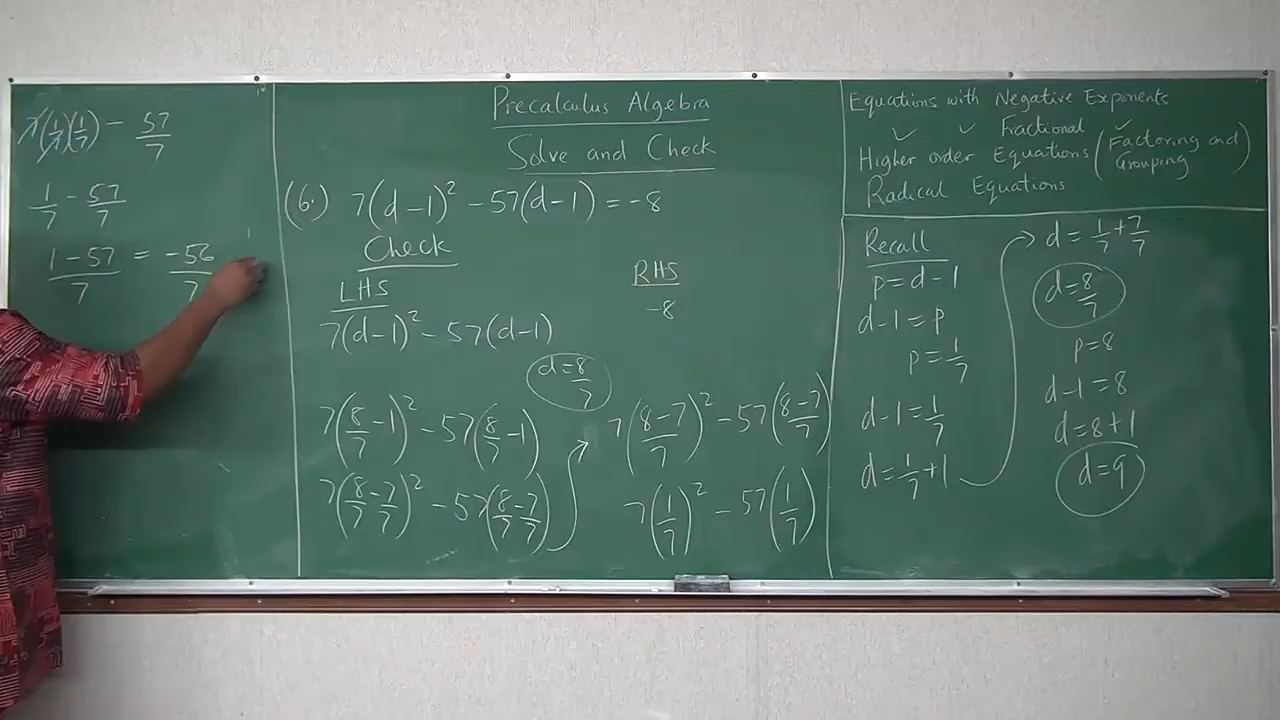 7(1/7)(1/7) - 57/7
1/7 - 57/7
(1-57)/7 = -56/7
Precalculus Algebra
Solve and Check
(6.) 7(d-1)² - 57(d-1) = -8
Check
LHS
7(d-1)² - 57(d-1)
RHS
-8
d=8/7
7(8/7 - 1)² - 57(8/7 - 1)
7(8/7 - 7/7)² - 57(8/7 - 7/7)
7((8-7)/7)² - 57((8-7)/7)
7(1/7)² - 57(1/7)
Equations with Negative Exponents
✓ ✓ Fractional ✓
Higher order Equations (Factoring and Grouping)
Radical Equations
Recall
p=d-1
d-1=p
p=1/7
d-1=1/7
d=1/7+1
d=1/7+7/7
d=8/7
p=8
d-1=8
d=8+1
d=9